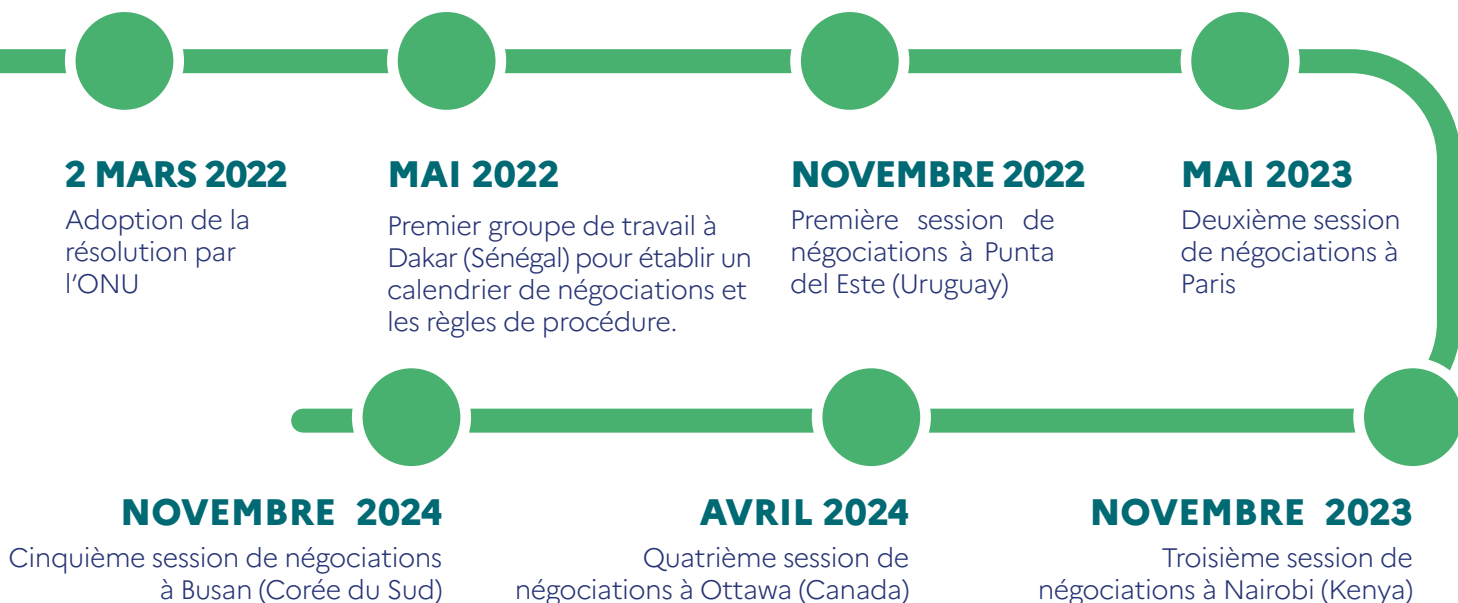 2 MARS 2022
Adoption de la
résolution par
l’ONU
MAI 2022
Premier groupe de travail à
Dakar (Sénégal) pour établir un
calendrier de négociations et
les règles de procédure.
NOVEMBRE 2022
Première session de
négociations à Punta
del Este (Uruguay)
MAI 2023
Deuxième session
de négociations à
Paris
NOVEMBRE 2023
Troisième session de
négociations à Nairobi (Kenya)
AVRIL 2024
Quatrième session de
négociations à Ottawa (Canada)
NOVEMBRE 2024
Cinquième session de négociations
à Busan (Corée du Sud)